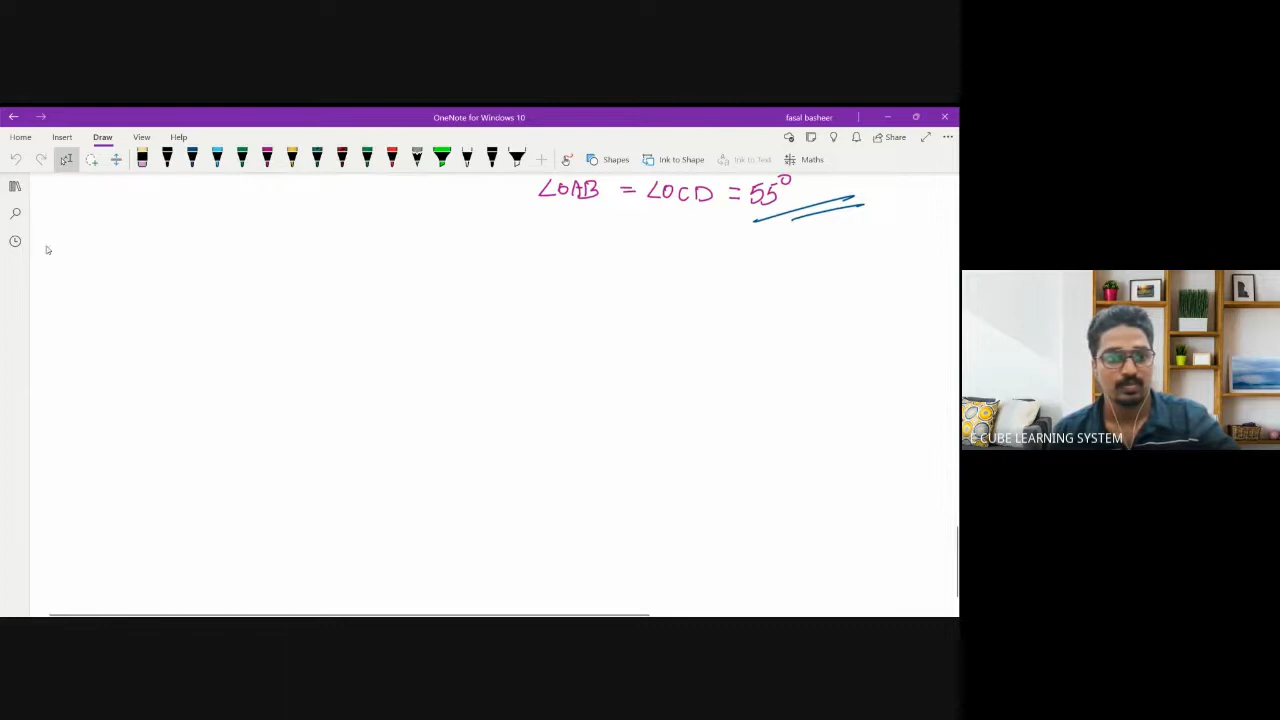 OneNote for Windows 10
fasal basheer
Home Insert Draw View Help
Share
Shapes Ink to Shape Ink to Text Maths
∠OAB = ∠OCD = 55°
E CUBE LEARNING SYSTEM